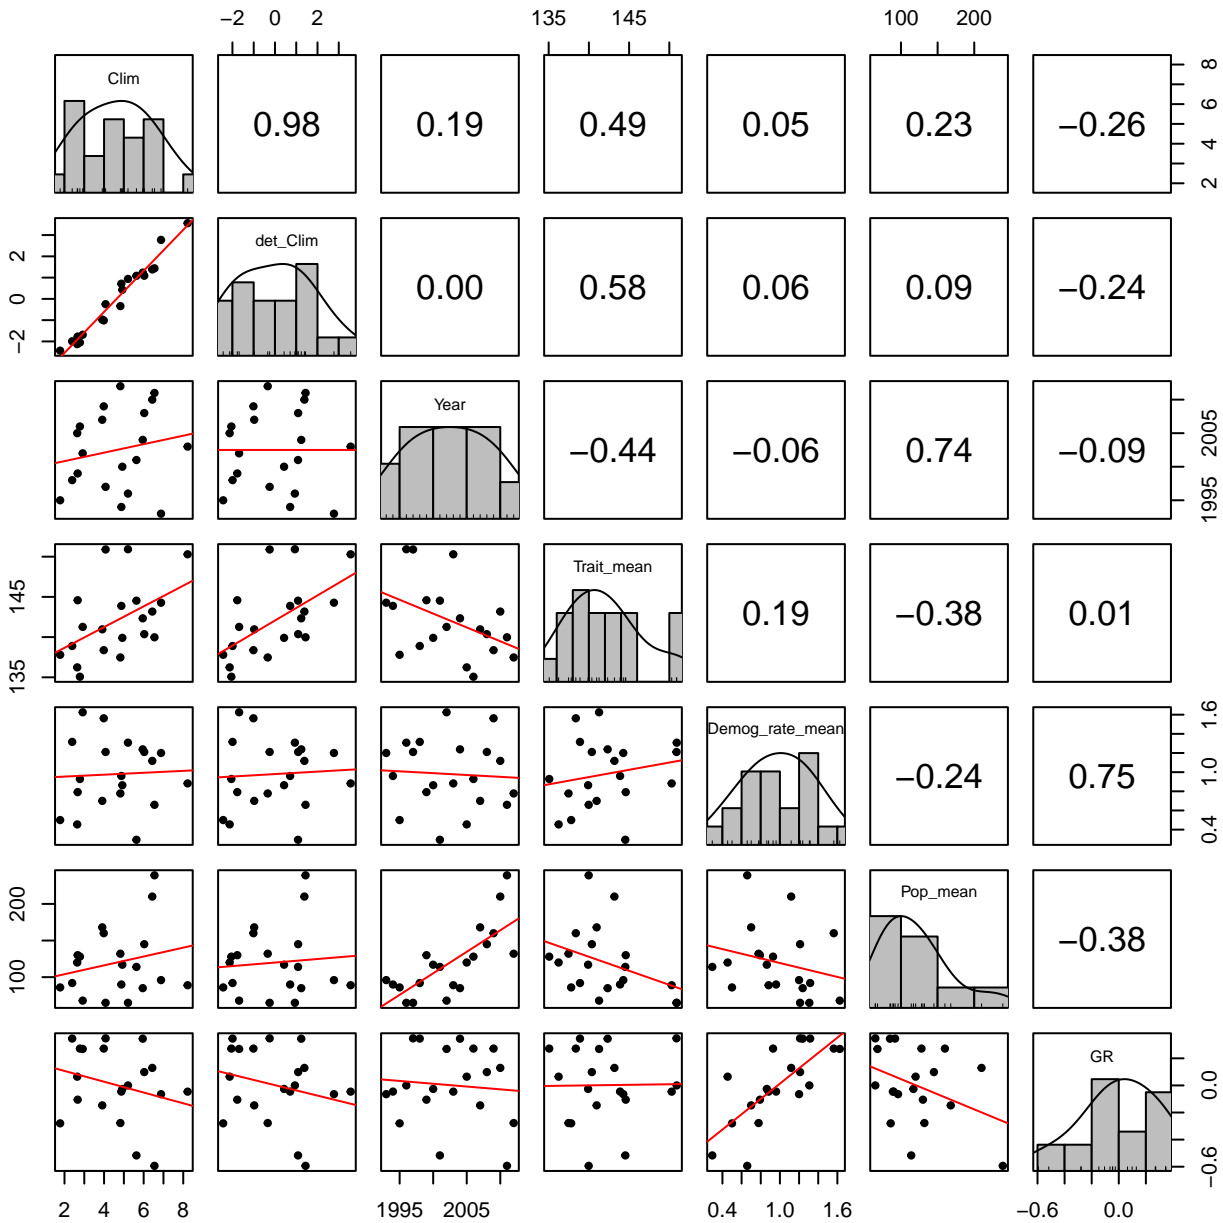 −2 0 2 135 145 100 200
Clim 0.98 0.19 0.49 0.05 0.23 −0.26 2 4 6 8
−2 0 2 det_Clim 0.00 0.58 0.06 0.09 −0.24
Year −0.44 −0.06 0.74 −0.09 1995 2005
135 145 Trait_mean 0.19 −0.38 0.01
Demog_rate_mean −0.24 0.75 0.4 1.0 1.6
100 200 Pop_mean −0.38
GR −0.6 0.0
2 4 6 8 1995 2005 0.4 1.0 1.6 −0.6 0.0